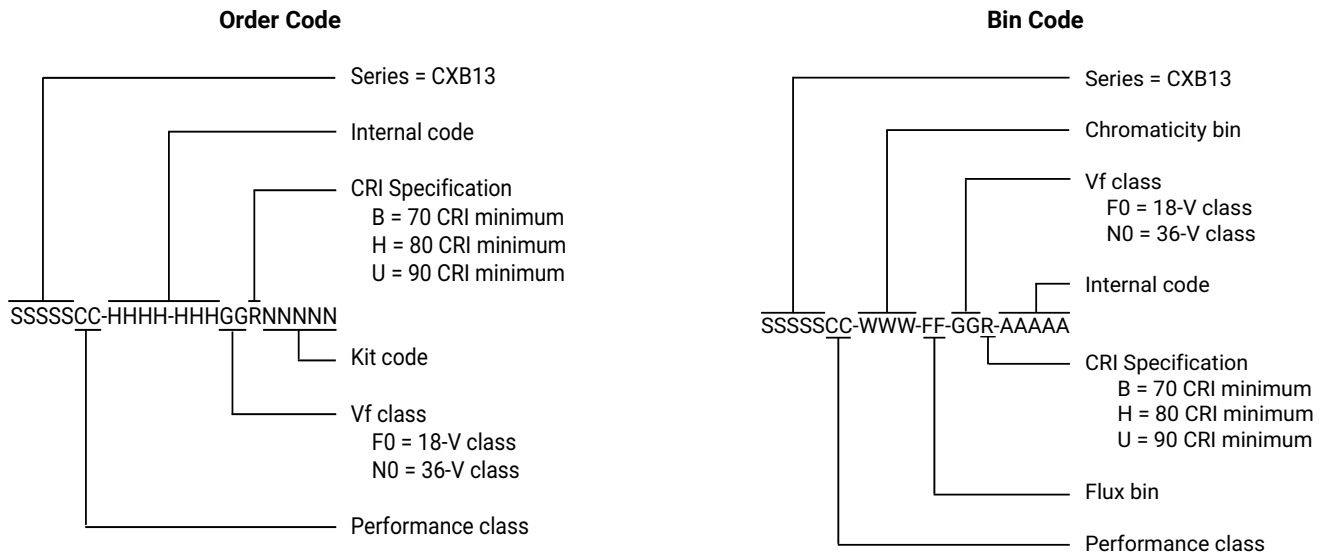 Order Code
Series = CXB13
Internal code
CRI Specification
B = 70 CRI minimum
H = 80 CRI minimum
U = 90 CRI minimum
SSSSSCC-HHHH-HHHGGRNNNNN
Kit code
Vf class
F0 = 18-V class
N0 = 36-V class
Performance class
Bin Code
Series = CXB13
Chromaticity bin
Vf class
F0 = 18-V class
N0 = 36-V class
Internal code
SSSSSCC-WWW-FF-GGR-AAAAA
CRI Specification
B = 70 CRI minimum
H = 80 CRI minimum
U = 90 CRI minimum
Flux bin
Performance class